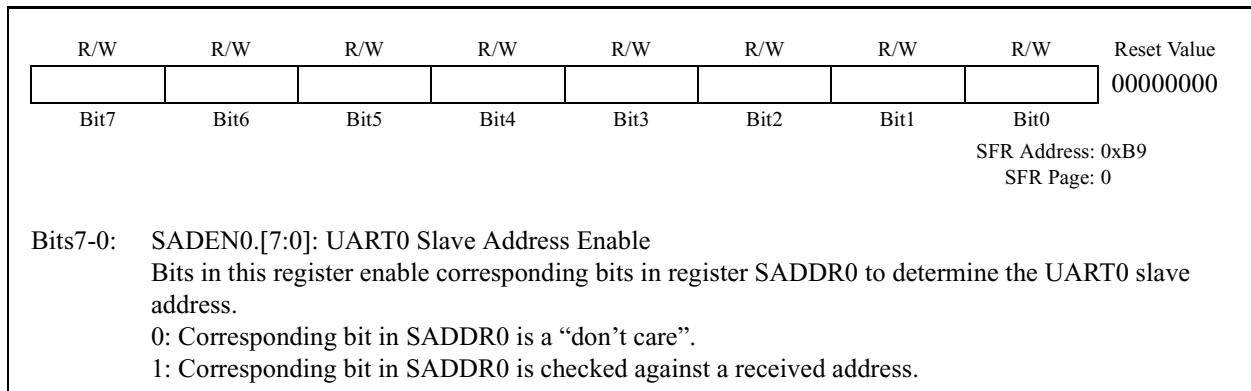 R/W R/W R/W R/W R/W R/W R/W R/W Reset Value
00000000
Bit7 Bit6 Bit5 Bit4 Bit3 Bit2 Bit1 Bit0
SFR Address: 0xB9
SFR Page: 0
Bits7-0: SADEN0.[7:0]: UART0 Slave Address Enable
Bits in this register enable corresponding bits in register SADDR0 to determine the UART0 slave
address.
0: Corresponding bit in SADDR0 is a “don’t care”.
1: Corresponding bit in SADDR0 is checked against a received address.